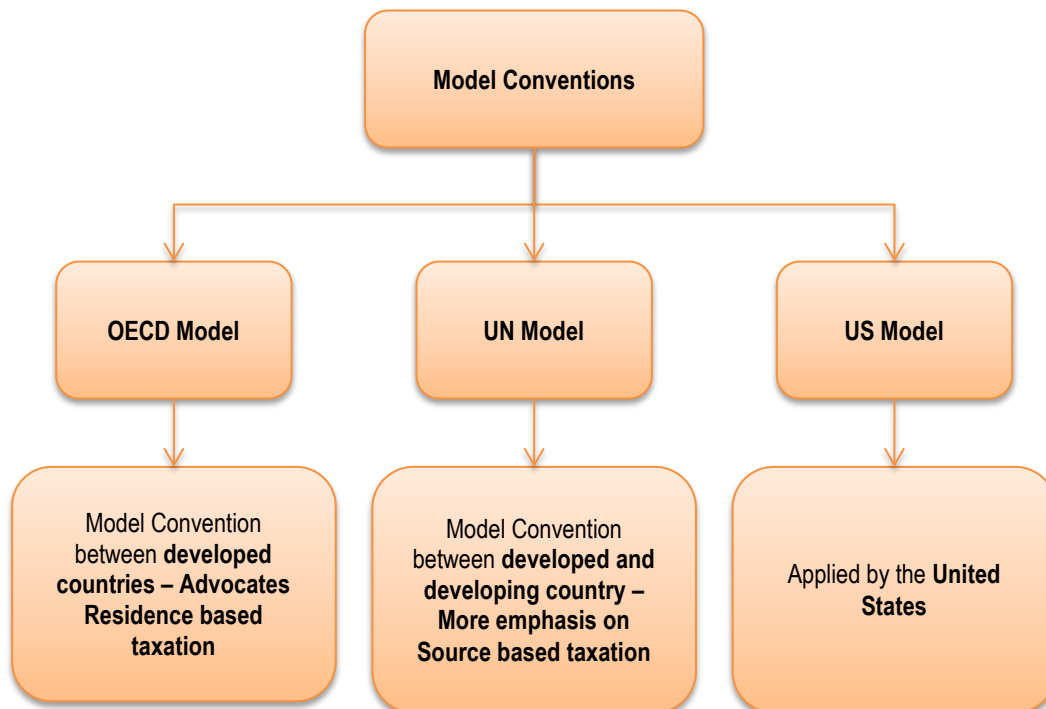 Model Conventions
OECD Model
UN Model
US Model
Model Convention
between developed
countries – Advocates
Residence based
taxation
Model Convention
between developed and
developing country –
More emphasis on
Source based taxation
Applied by the United
States